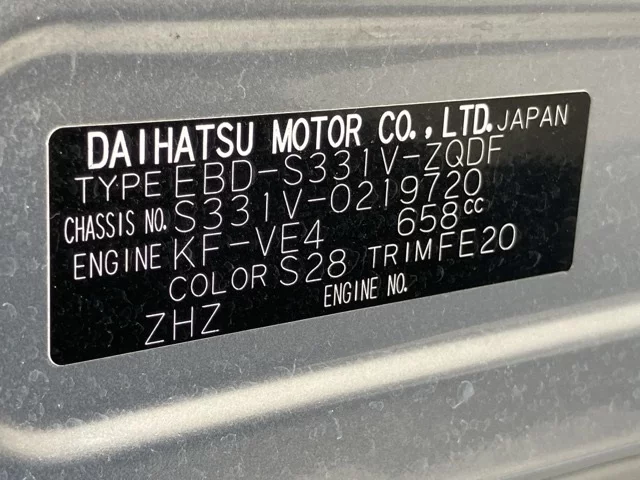 DAIHATSU MOTOR CO., LTD. JAPAN
TYPE EBD-S331V-ZQDF
CHASSIS NO. S331V-0219720
ENGINE KF-VE4 658cc
COLOR S28 TRIM FE20
ENGINE NO.
ZHZ